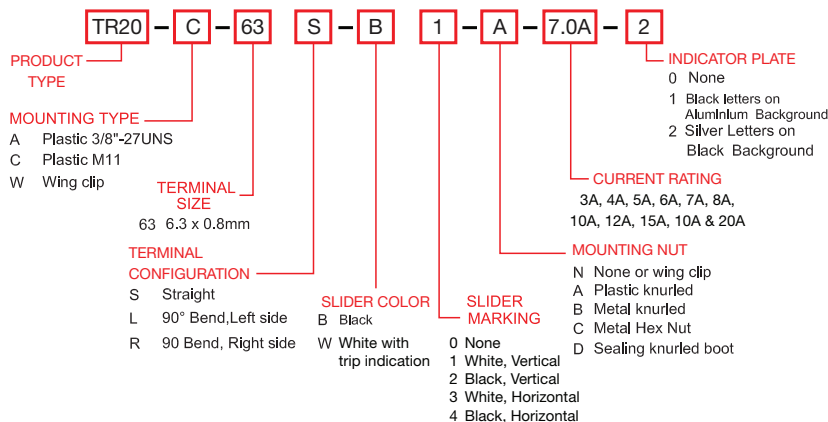 TR20 – C – 63 S – B 1 – A – 7.0A – 2
PRODUCT
TYPE
MOUNTING TYPE
A Plastic 3/8"-27UNS
C Plastic M11
W Wing clip
TERMINAL
SIZE
63 6.3 x 0.8mm
TERMINAL
CONFIGURATION
S Straight
L 90° Bend,Left side
R 90 Bend, Right side
SLIDER COLOR
B Black
W White with
trip indication
SLIDER
MARKING
0 None
1 White, Vertical
2 Black, Vertical
3 White, Horizontal
4 Black, Horizontal
INDICATOR PLATE
0 None
1 Black letters on
Aluminlum Background
2 Silver Letters on
Black Background
CURRENT RATING
3A, 4A, 5A, 6A, 7A, 8A,
10A, 12A, 15A, 10A & 20A
MOUNTING NUT
N None or wing clip
A Plastic knurled
B Metal knurled
C Metal Hex Nut
D Sealing knurled boot